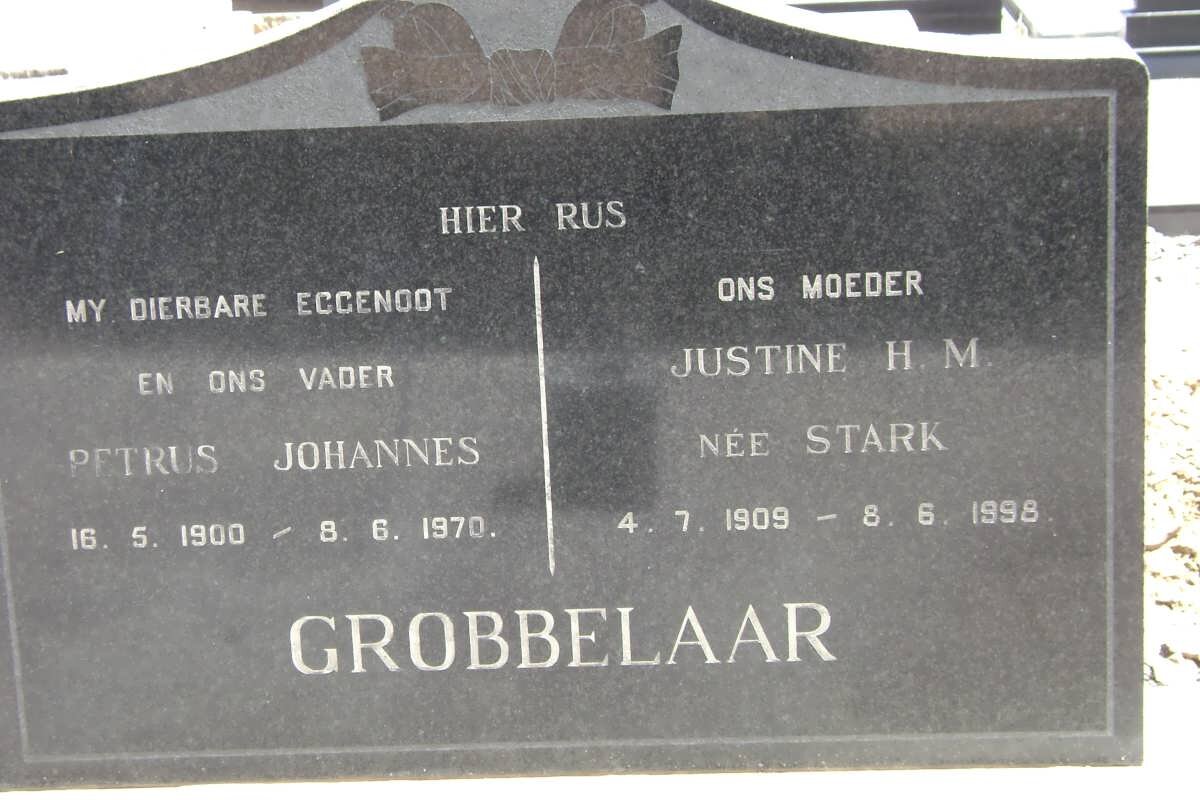 HIER RUS
MY DIERBARE EGGENOOT
EN ONS VADER
PETRUS JOHANNES
16. 5. 1900 – 8. 6. 1970.
ONS MOEDER
JUSTINE H. M.
NÉE STARK
4. 7. 1909 – 8. 6. 1998.
GROBBELAAR